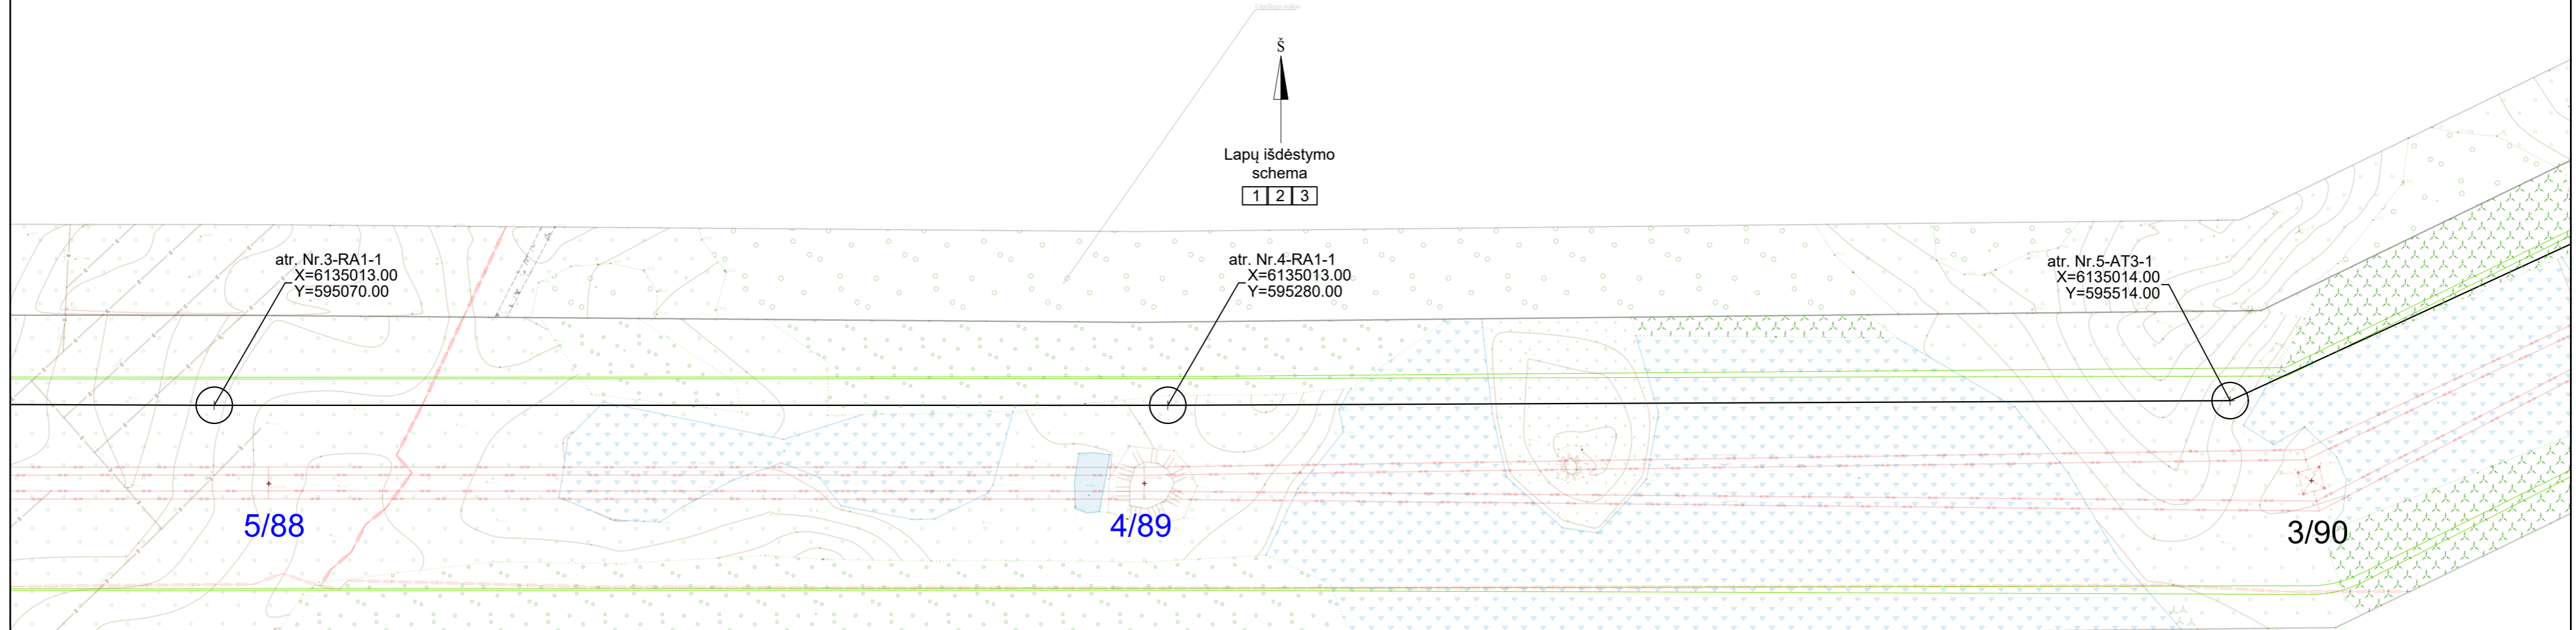 Š
Lapų išdėstymo
schema
1 2 3
atr. Nr.3-RA1-1
X=6135013.00
Y=595070.00
atr. Nr.4-RA1-1
X=6135013.00
Y=595280.00
atr. Nr.5-AT3-1
X=6135014.00
Y=595514.00
5/88
4/89
3/90